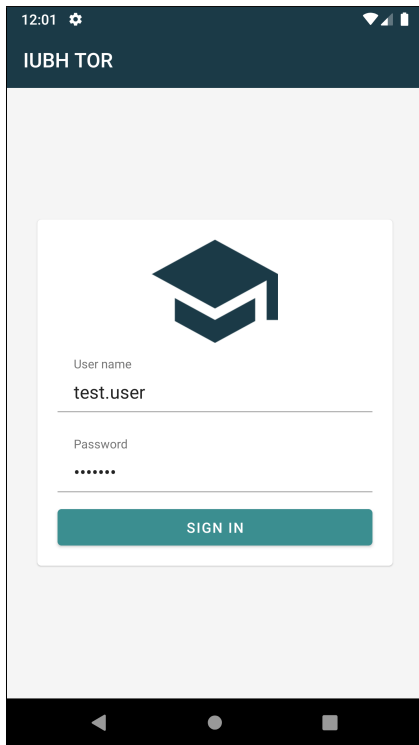 12:01
IUBH TOR
User name
test.user
Password
•••••••
SIGN IN